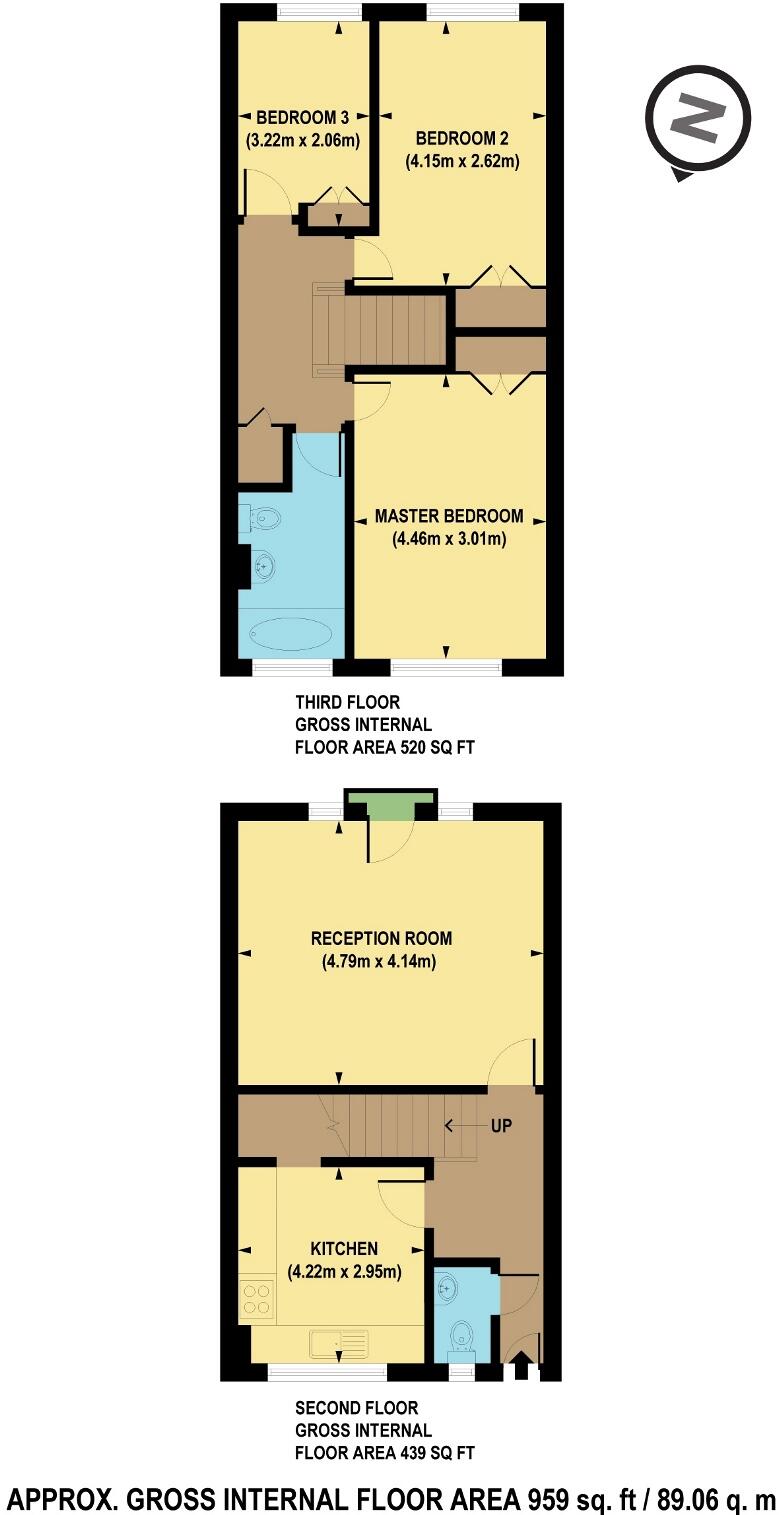 BEDROOM 3
(3.22m x 2.06m)
BEDROOM 2
(4.15m x 2.62m)
N
MASTER BEDROOM
(4.46m x 3.01m)
THIRD FLOOR
GROSS INTERNAL
FLOOR AREA 520 SQ FT
RECEPTION ROOM
(4.79m x 4.14m)
UP
KITCHEN
(4.22m x 2.95m)
SECOND FLOOR
GROSS INTERNAL
FLOOR AREA 439 SQ FT
APPROX. GROSS INTERNAL FLOOR AREA 959 sq. ft / 89.06 q. m